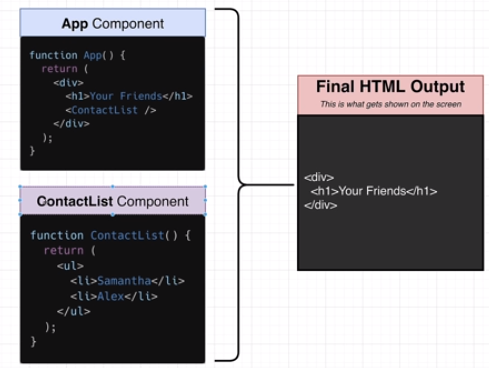 App Component
function App() {
return (
<div>
<h1>Your Friends</h1>
<ContactList />
</div>
);
}
ContactList Component
function ContactList() {
return (
<ul>
<li>Samantha</li>
<li>Alex</li>
</ul>
);
}
Final HTML Output
This is what gets shown on the screen
<div>
<h1>Your Friends</h1>
</div>